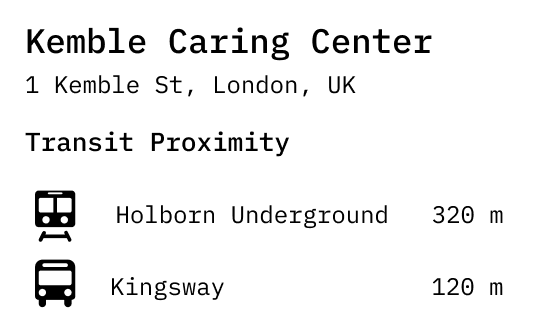 Kemble Caring Center
1 Kemble St, London, UK
Transit Proximity
Holborn Underground 320 m
Kingsway 120 m